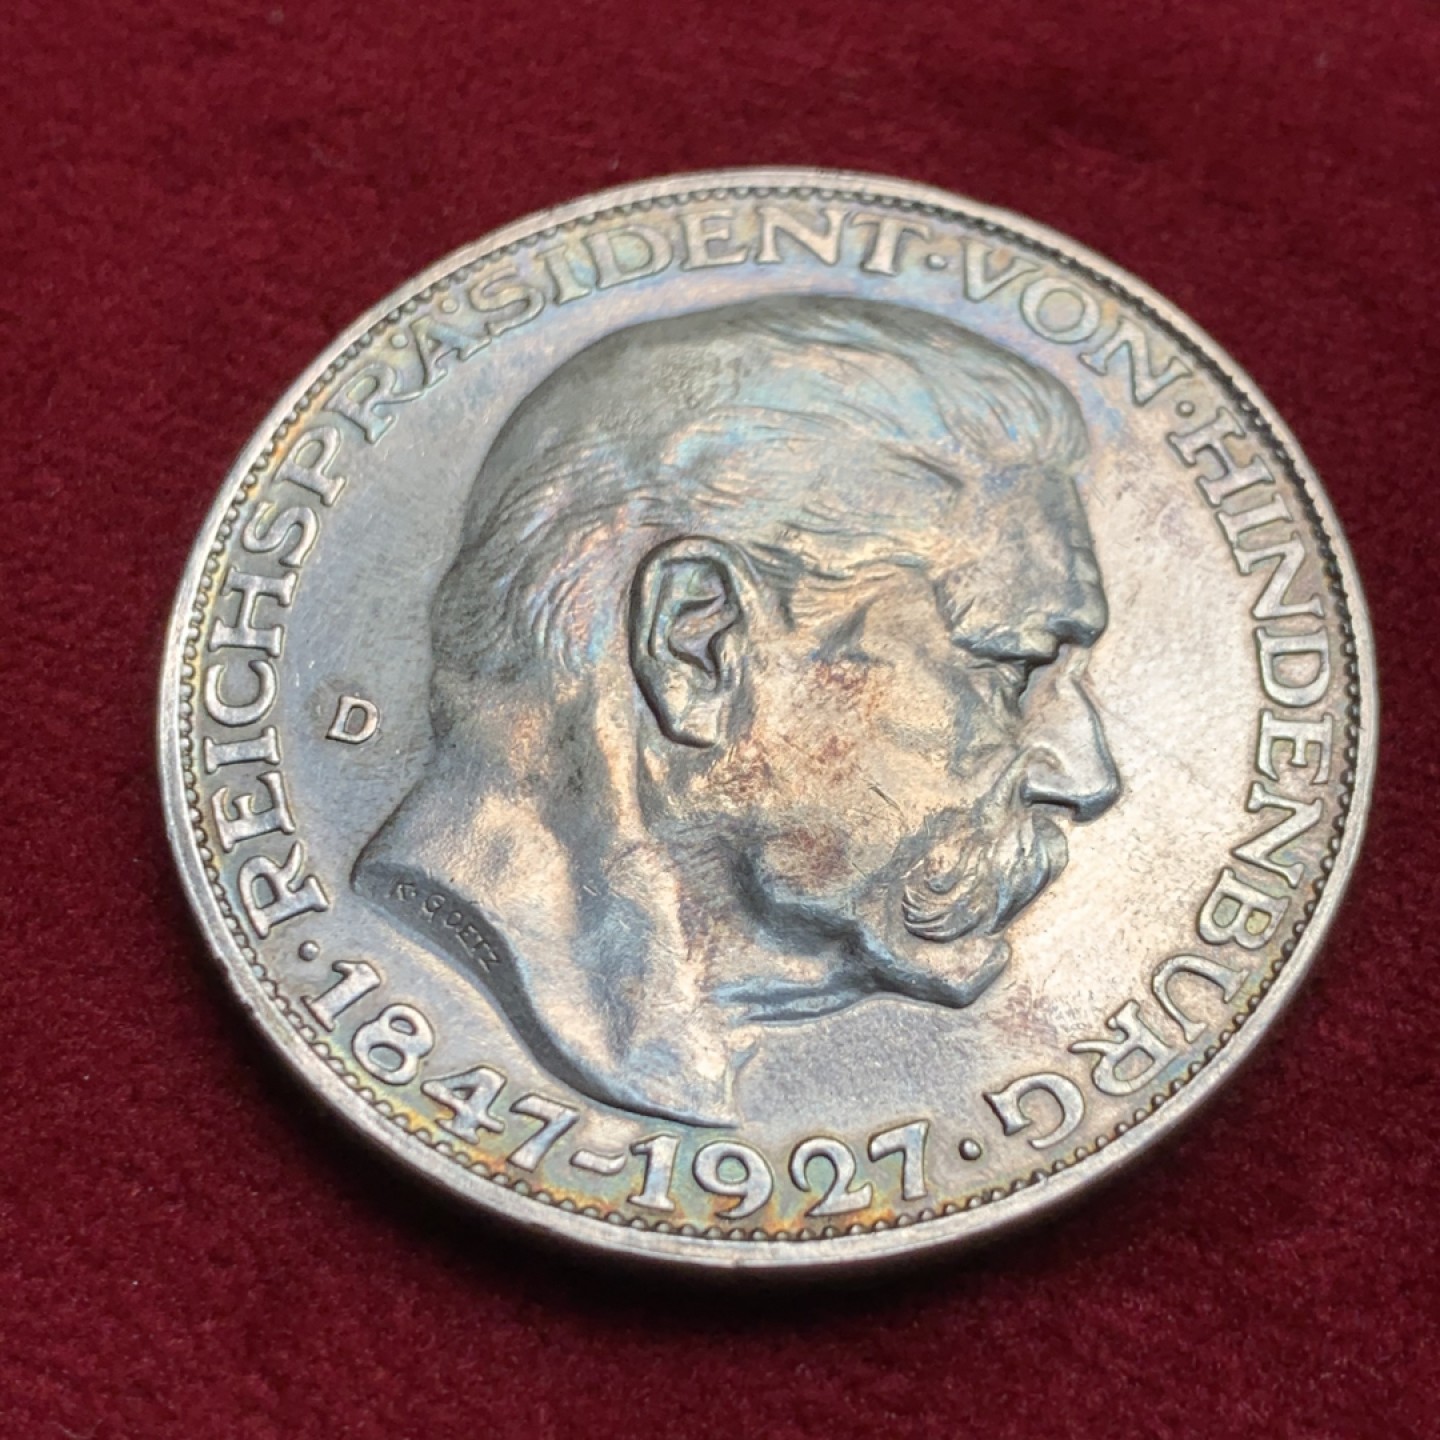 REICHSPRÄSIDENT·VON·HINDENBURG
·1847-1927·
D
K·GOETZ